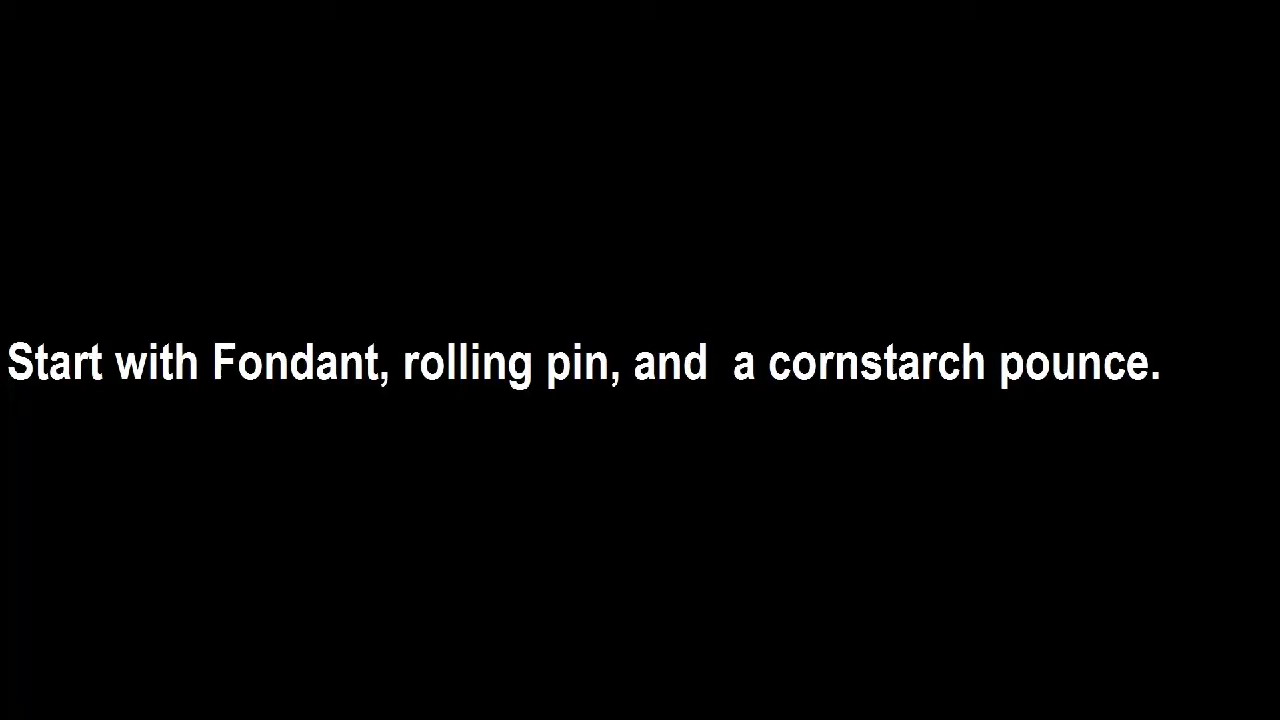 Start with Fondant, rolling pin, and  a cornstarch pounce.